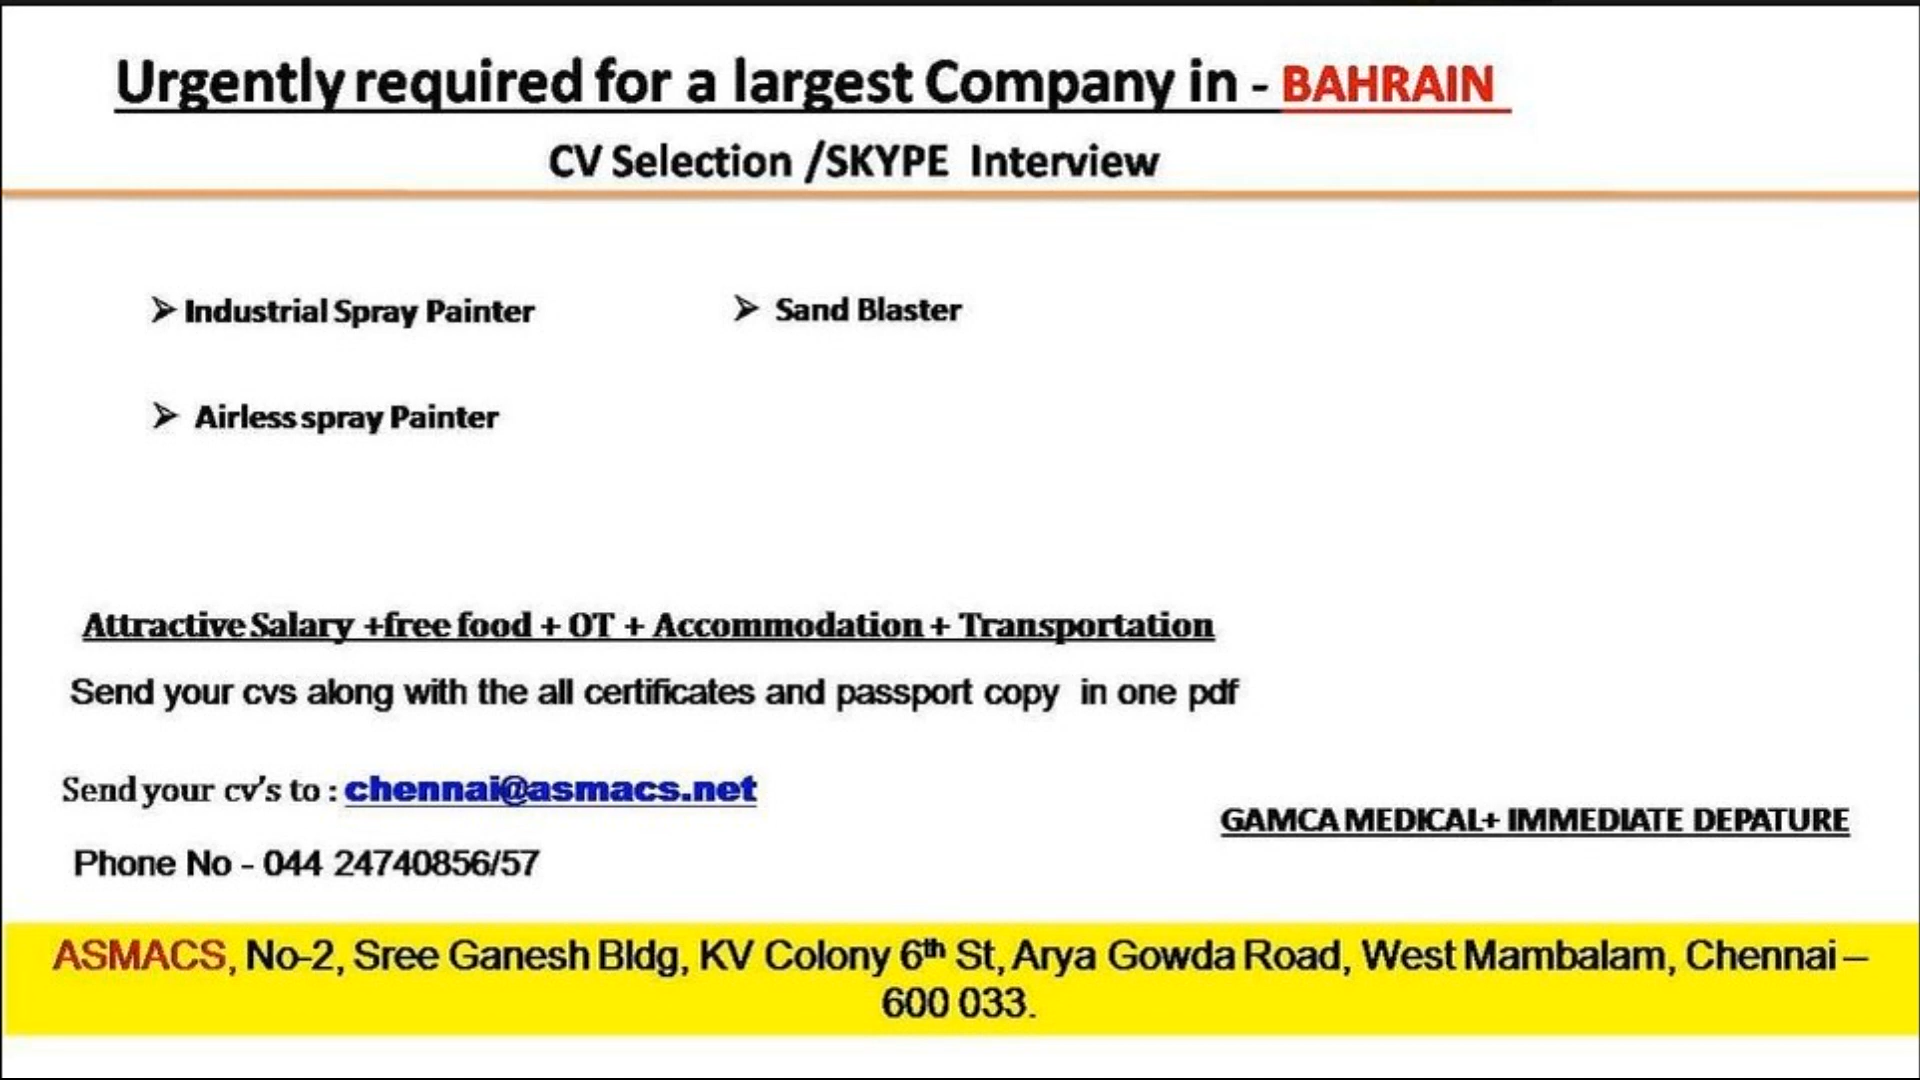 Urgently required for a largest Company in - BAHRAIN
CV Selection /SKYPE Interview
➢ Industrial Spray Painter ➢ Sand Blaster
➢ Airless spray Painter
Attractive Salary +free food + OT + Accommodation + Transportation
Send your cvs along with the all certificates and passport copy in one pdf
Send your cv's to : chennai@asmacs.net
GAMCA MEDICAL+ IMMEDIATE DEPATURE
Phone No - 044 24740856/57
ASMACS, No-2, Sree Ganesh Bldg, KV Colony 6th St, Arya Gowda Road, West Mambalam, Chennai –
600 033.